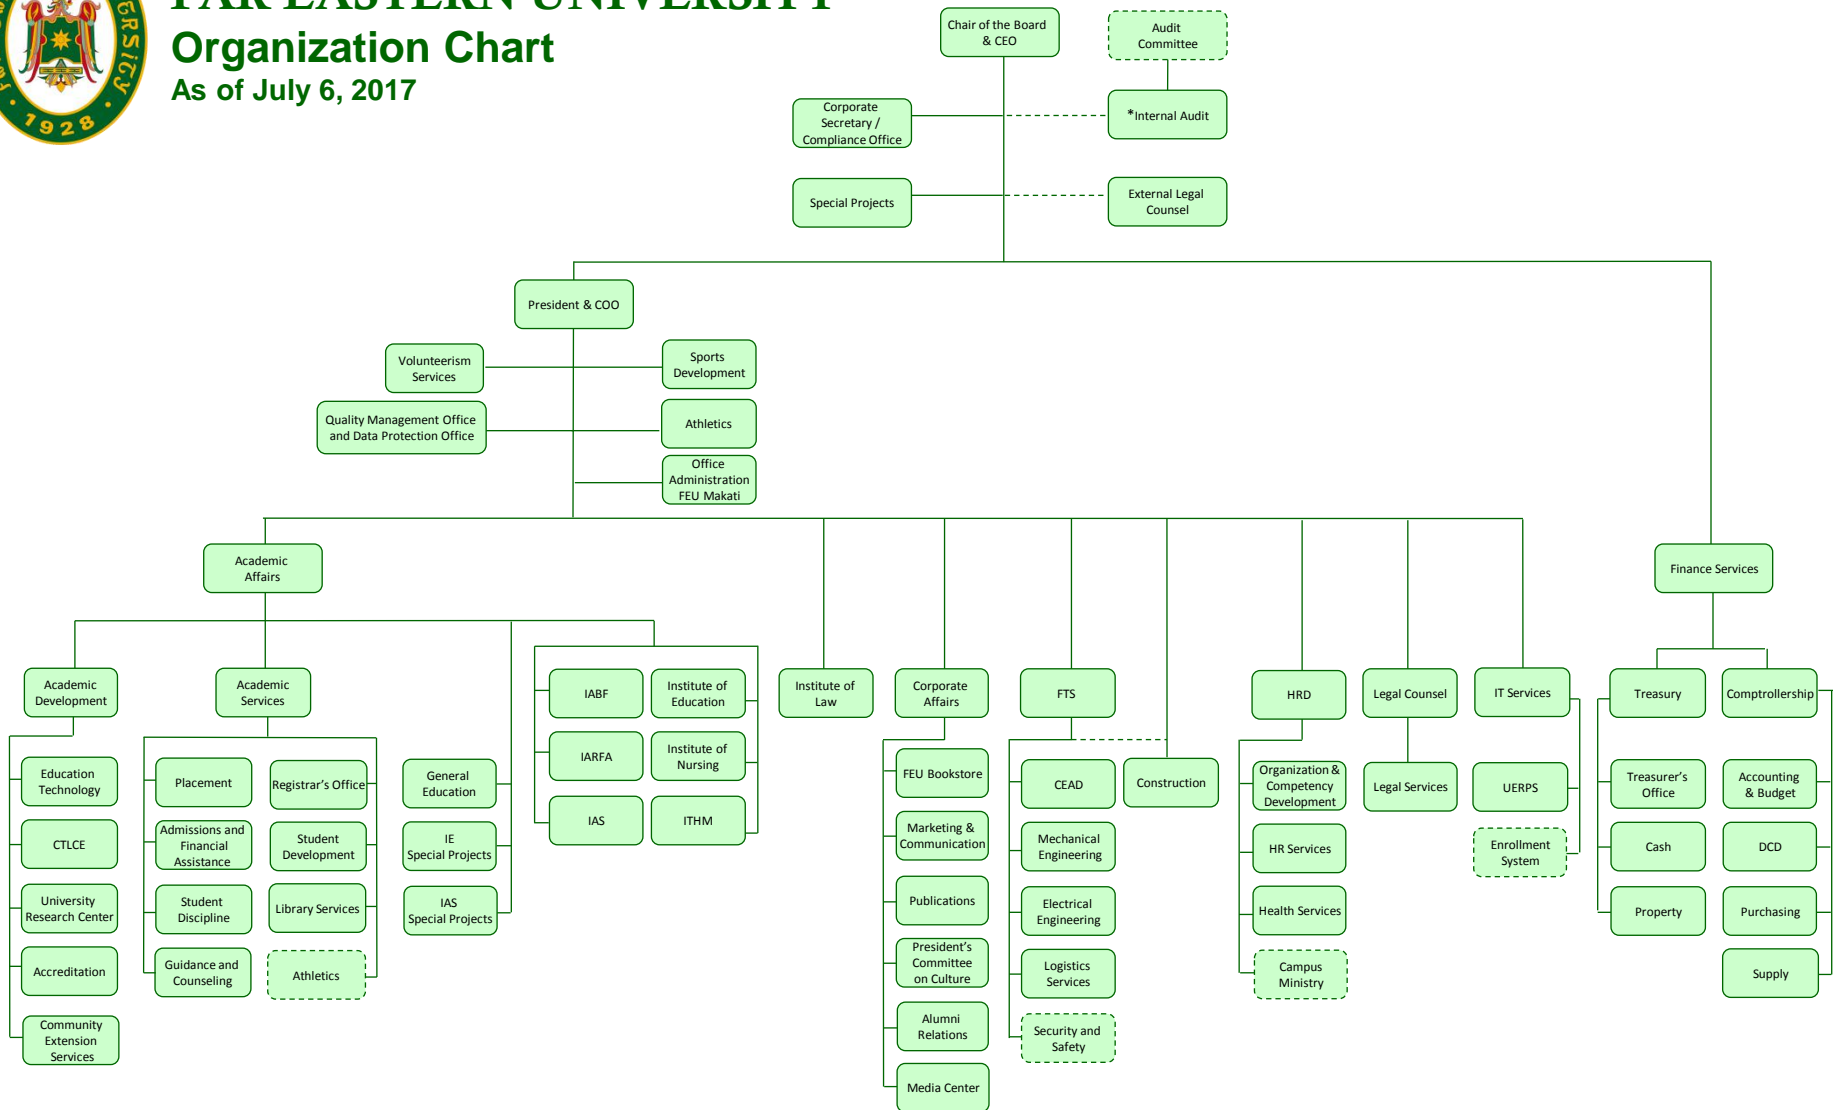 FAR EASTERN UNIVERSITY
Organization Chart
As of July 6, 2017
1928
Chair of the Board
& CEO
Audit
Committee
Corporate
Secretary /
Compliance Office
*Internal Audit
Special Projects
External Legal
Counsel
President & COO
Volunteerism
Services
Sports
Development
Quality Management Office
and Data Protection Office
Athletics
Office
Administration
FEU Makati
Academic
Affairs
Finance Services
Academic
Development
Academic
Services
IABF
Institute of
Education
Institute of
Law
Corporate
Affairs
FTS
HRD
Legal Counsel
IT Services
Treasury
Comptrollership
IARFA
Institute of
Nursing
IAS
ITHM
Education
Technology
CTLCE
University
Research Center
Accreditation
Community
Extension
Services
Placement
Admissions and
Financial
Assistance
Student
Discipline
Guidance and
Counseling
Registrar's Office
Student
Development
Library Services
Athletics
General
Education
IE
Special Projects
IAS
Special Projects
FEU Bookstore
Marketing &
Communication
Publications
President's
Committee
on Culture
Alumni
Relations
Media Center
CEAD
Mechanical
Engineering
Electrical
Engineering
Logistics
Services
Security and
Safety
Construction
Organization &
Competency
Development
HR Services
Health Services
Campus
Ministry
Legal Services
UERPS
Enrollment
System
Treasurer's
Office
Cash
Property
Accounting
& Budget
DCD
Purchasing
Supply